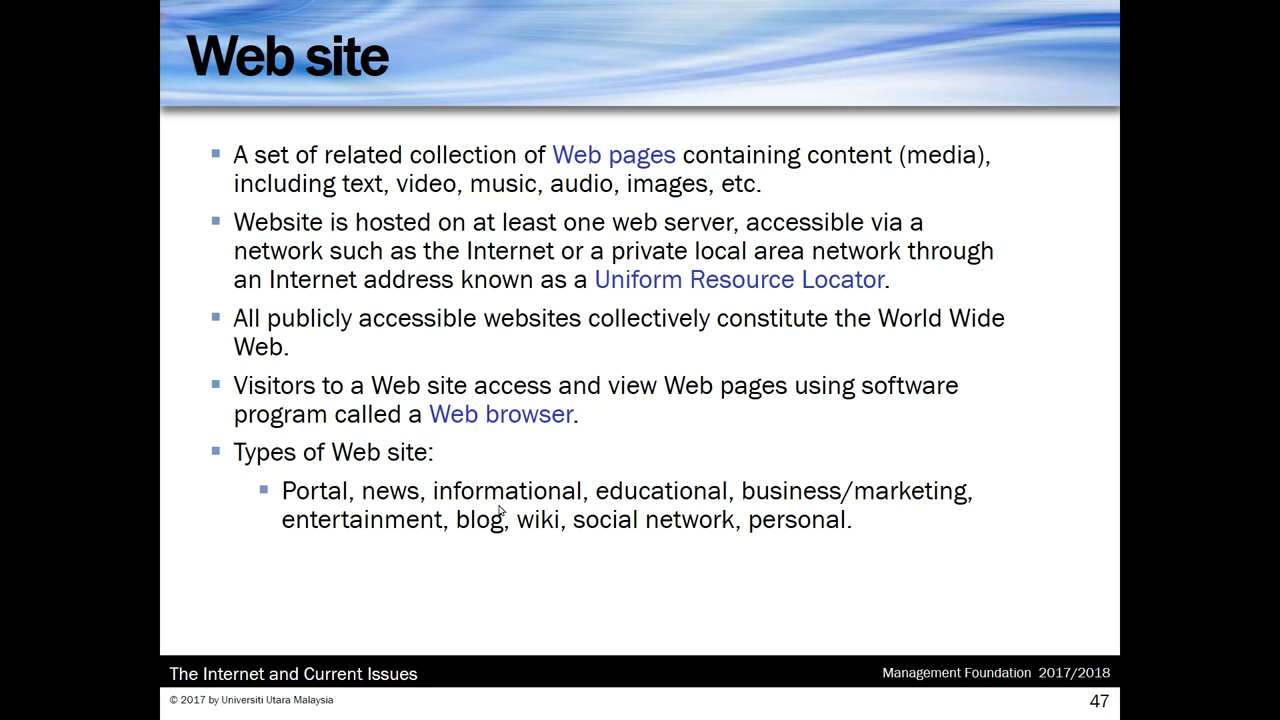 Web site
A set of related collection of Web pages containing content (media),
including text, video, music, audio, images, etc.
Website is hosted on at least one web server, accessible via a
network such as the Internet or a private local area network through
an Internet address known as a Uniform Resource Locator.
All publicly accessible websites collectively constitute the World Wide
Web.
Visitors to a Web site access and view Web pages using software
program called a Web browser.
Types of Web site:
Portal, news, informational, educational, business/marketing,
entertainment, blog, wiki, social network, personal.
The Internet and Current Issues
Management Foundation 2017/2018
© 2017 by Universiti Utara Malaysia
47